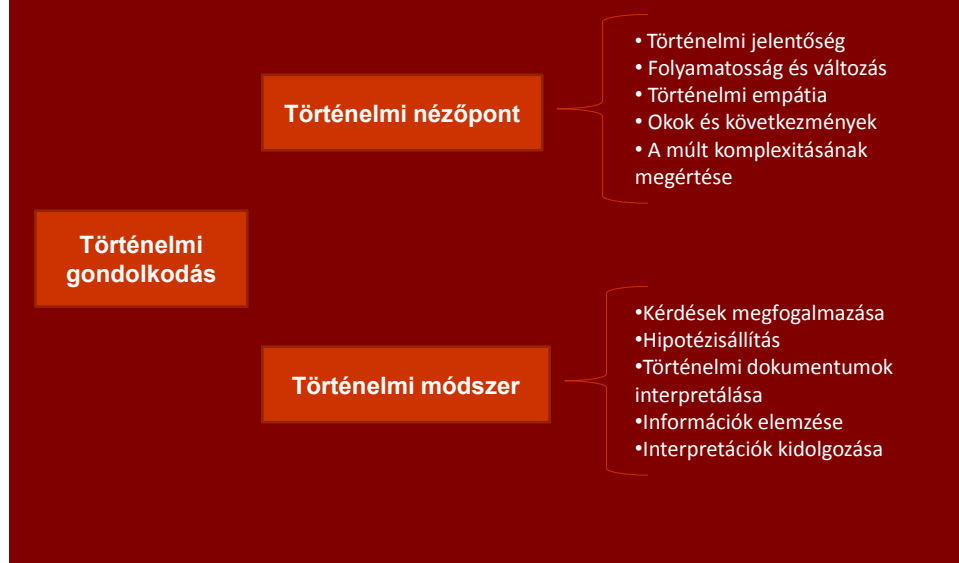 • Történelmi jelentőség
• Folyamatosság és változás
• Történelmi empátia
• Okok és következmények
• A múlt komplexitásának
megértése
Történelmi nézőpont
Történelmi
gondolkodás
•Kérdések megfogalmazása
•Hipotézisállítás
•Történelmi dokumentumok
interpretálása
•Információk elemzése
•Interpretációk kidolgozása
Történelmi módszer